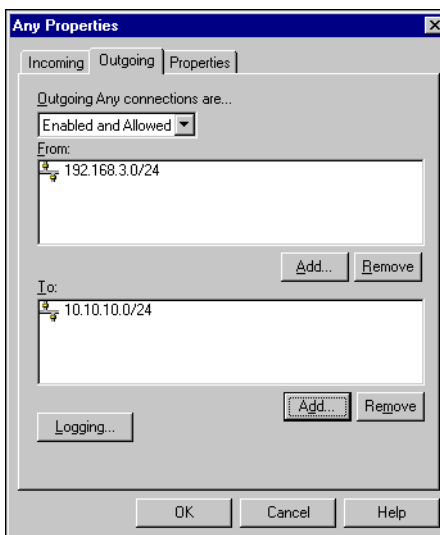 Any Properties
Incoming Outgoing Properties
Outgoing Any connections are...
Enabled and Allowed
From:
192.168.3.0/24
Add... Remove
To:
10.10.10.0/24
Add... Remove
Logging...
OK Cancel Help